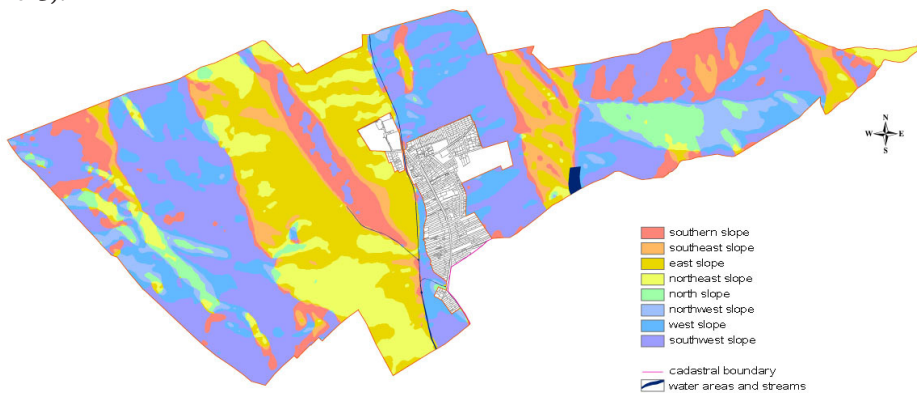 N
W E
S
southern slope
southeast slope
east slope
northeast slope
north slope
northwest slope
west slope
southwest slope
cadastral boundary
water areas and streams